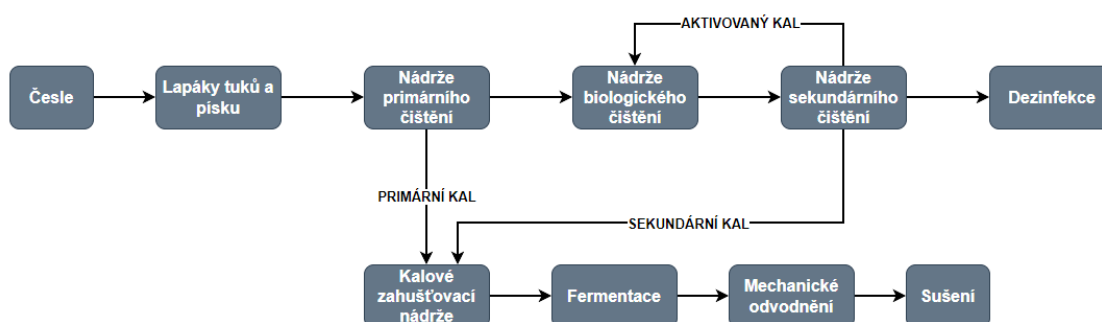 AKTIVOVANÝ KAL
Česle
Lapáky tuků a
písku
Nádrže
primárního
čištění
Nádrže
biologického
čištění
Nádrže
sekundárního
čištění
Dezinfekce
PRIMÁRNÍ KAL
SEKUNDÁRNÍ KAL
Kalové
zahušťovací
nádrže
Fermentace
Mechanické
odvodnění
Sušení